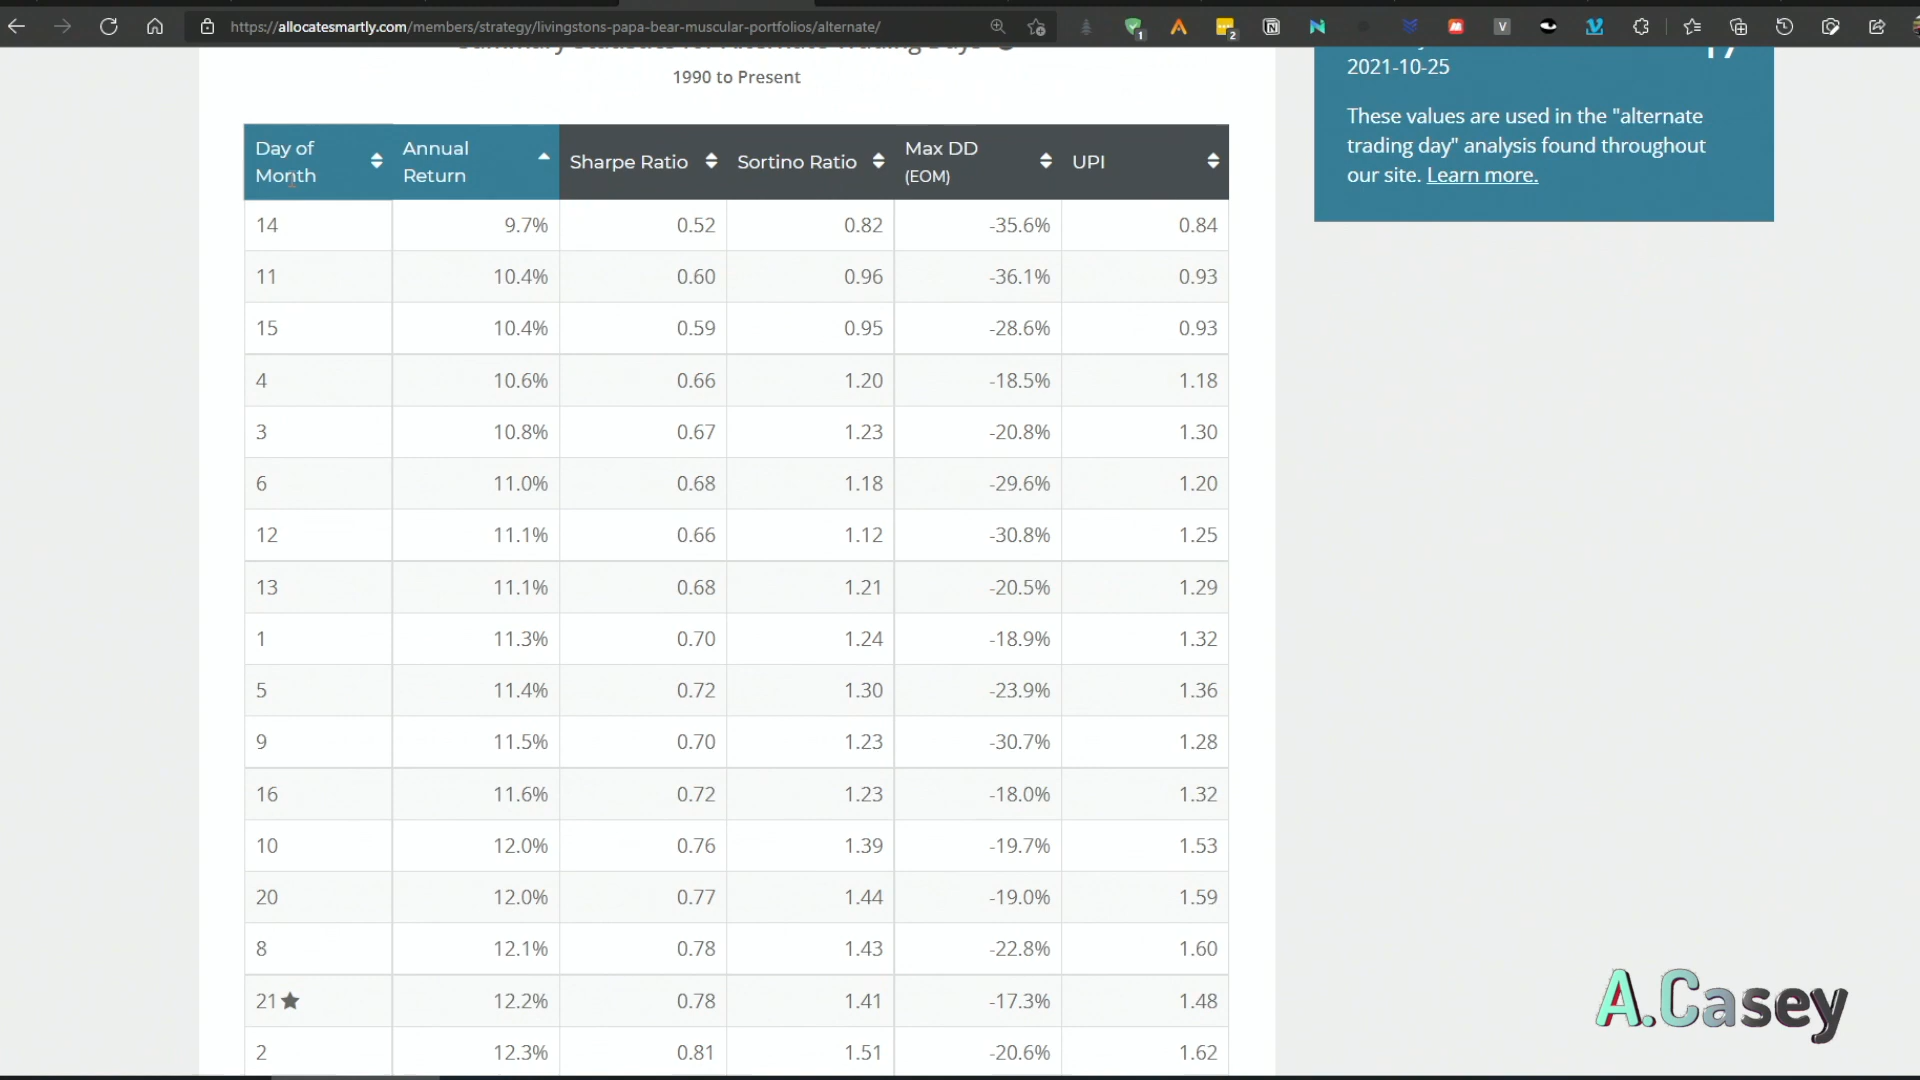 https://allocatesmartly.com/members/strategy/livingstons-papa-bear-muscular-portfolios/alternate/
1
2
V
Summary Statistics for Alternate Trading Days
1990 to Present
2021-10-25
These values are used in the "alternate
trading day" analysis found throughout
our site. Learn more.
Day of Month Annual Return Sharpe Ratio Sortino Ratio Max DD (EOM) UPI
14 9.7% 0.52 0.82 -35.6% 0.84
11 10.4% 0.60 0.96 -36.1% 0.93
15 10.4% 0.59 0.95 -28.6% 0.93
4 10.6% 0.66 1.20 -18.5% 1.18
3 10.8% 0.67 1.23 -20.8% 1.30
6 11.0% 0.68 1.18 -29.6% 1.20
12 11.1% 0.66 1.12 -30.8% 1.25
13 11.1% 0.68 1.21 -20.5% 1.29
1 11.3% 0.70 1.24 -18.9% 1.32
5 11.4% 0.72 1.30 -23.9% 1.36
9 11.5% 0.70 1.23 -30.7% 1.28
16 11.6% 0.72 1.23 -18.0% 1.32
10 12.0% 0.76 1.39 -19.7% 1.53
20 12.0% 0.77 1.44 -19.0% 1.59
8 12.1% 0.78 1.43 -22.8% 1.60
21★ 12.2% 0.78 1.41 -17.3% 1.48
2 12.3% 0.81 1.51 -20.6% 1.62
A.Casey